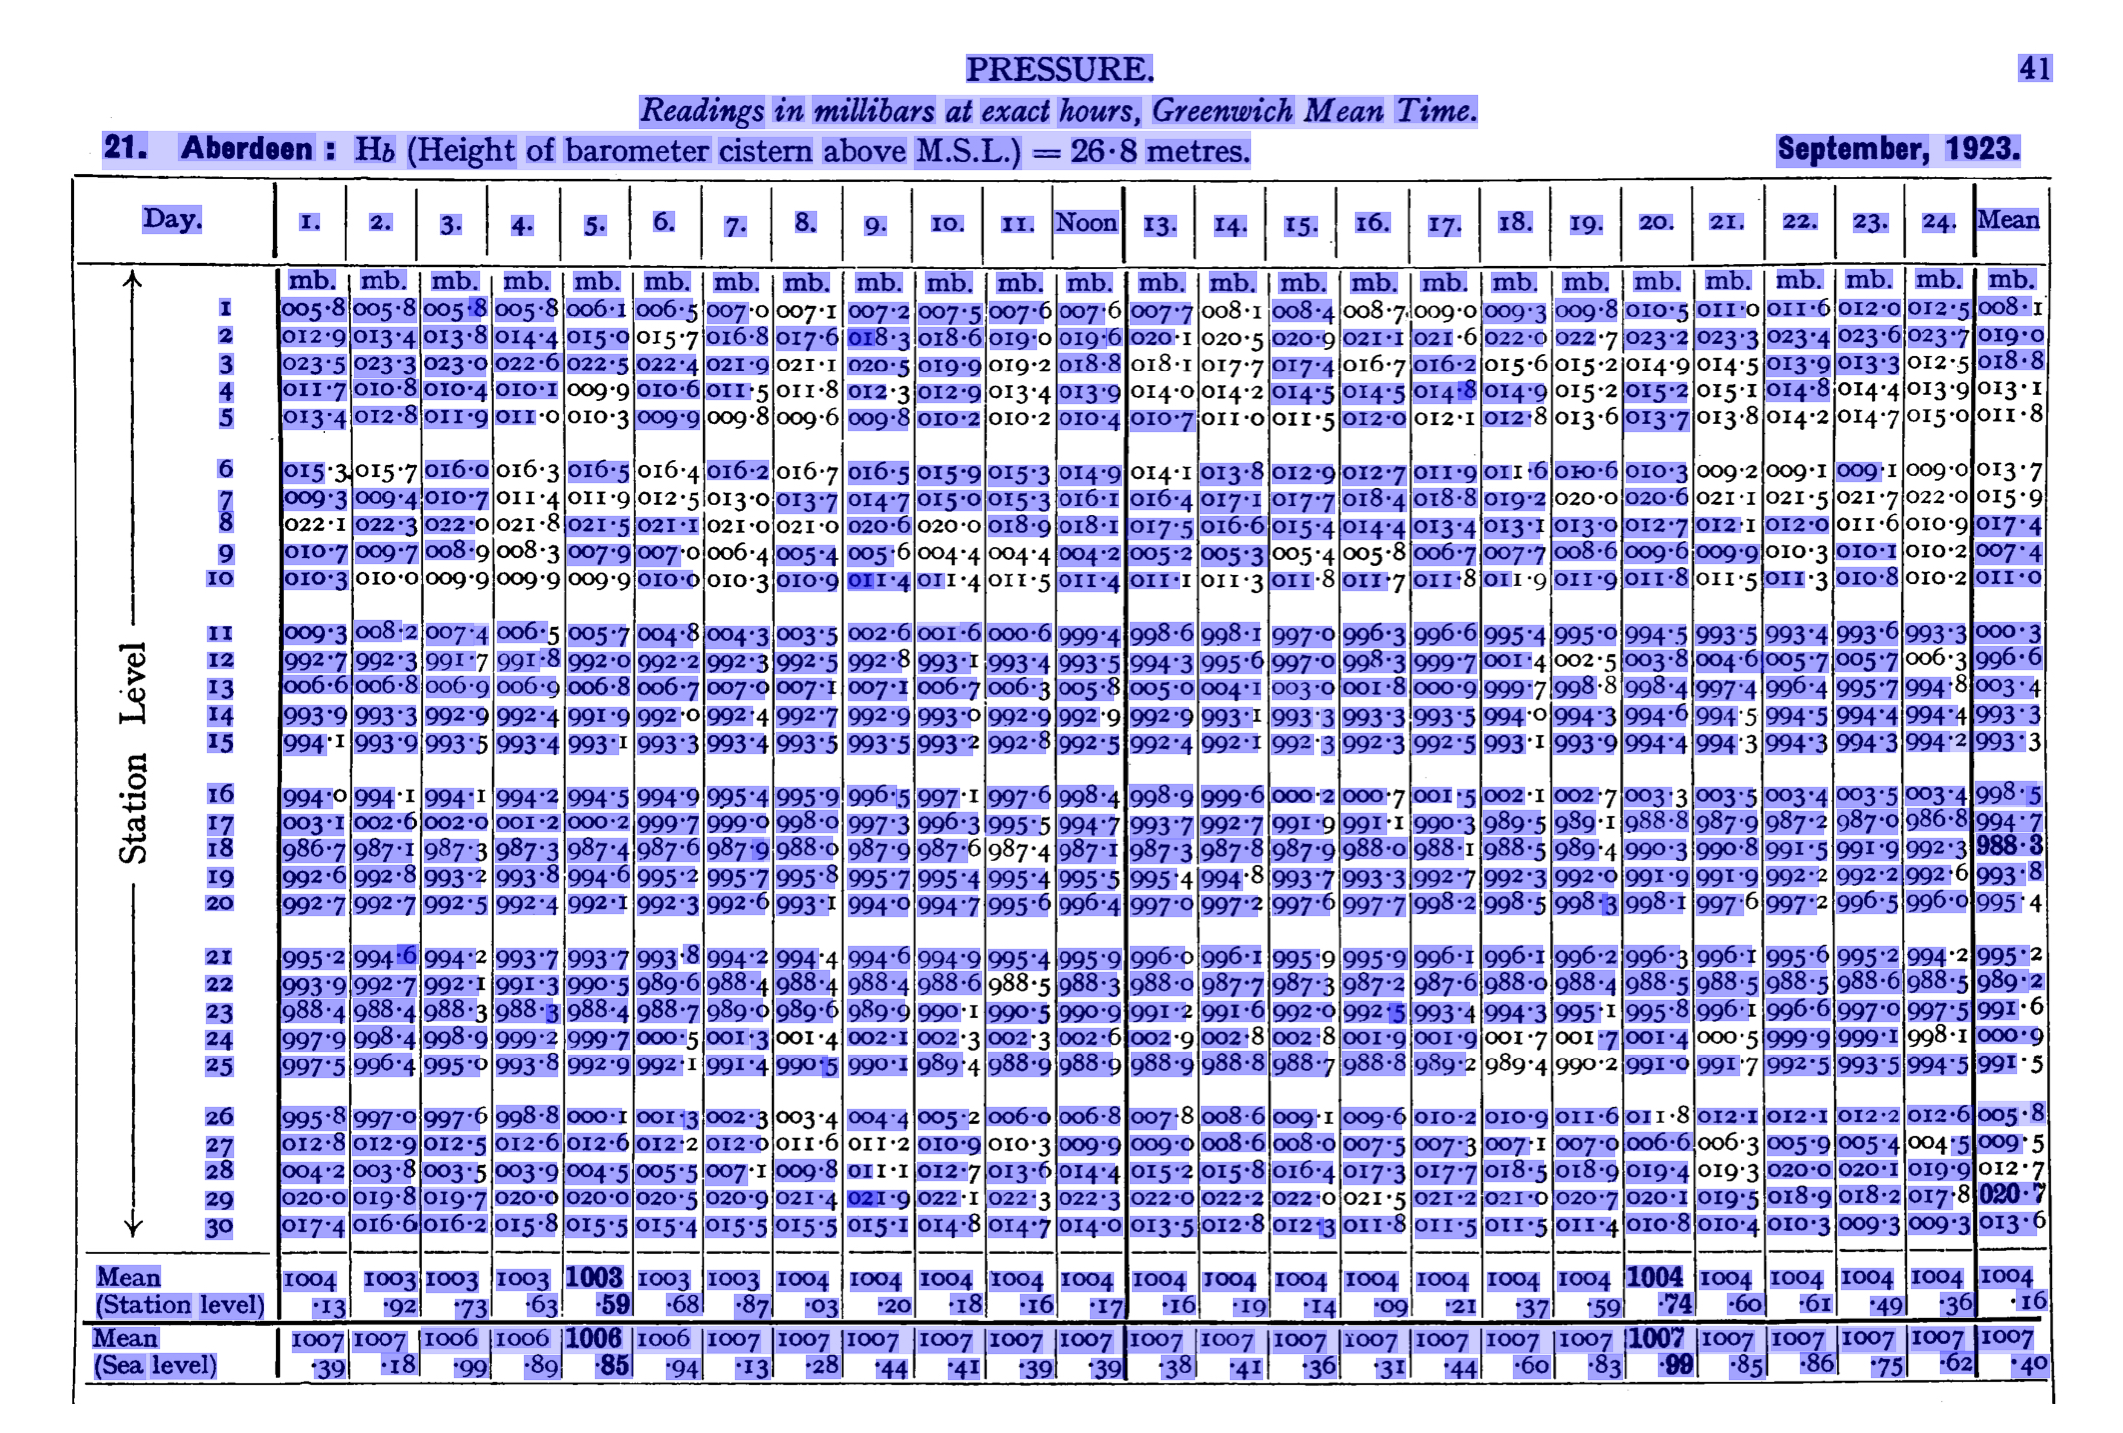 PRESSURE. 41
Readings in millibars at exact hours, Greenwich Mean Time.
21. Aberdeen : Hb (Height of barometer cistern above M.S.L.) = 26·8 metres. September, 1923.
Day. 1. 2. 3. 4. 5. 6. 7. 8. 9. 10. 11. Noon 13. 14. 15. 16. 17. 18. 19. 20. 21. 22. 23. 24. Mean
mb. mb. mb. mb. mb. mb. mb. mb. mb. mb. mb. mb. mb. mb. mb. mb. mb. mb. mb. mb. mb. mb. mb. mb. mb.
1 005·8 005·8 005·8 005·8 006·1 006·5 007·0 007·1 007·2 007·5 007·6 007·6 007·7 008·1 008·4 008·7 009·0 009·3 009·8 010·5 011·0 011·6 012·0 012·5 008·1
2 012·9 013·4 013·8 014·4 015·0 015·7 016·8 017·6 018·3 018·6 019·0 019·6 020·1 020·5 020·9 021·1 021·6 022·0 022·7 023·2 023·3 023·4 023·6 023·7 019·0
3 023·5 023·3 023·0 022·6 022·5 022·4 021·9 021·1 020·5 019·9 019·2 018·8 018·1 017·7 017·4 016·7 016·2 015·6 015·2 014·9 014·5 013·9 013·3 012·5 018·8
4 011·7 010·8 010·4 010·1 009·9 010·6 011·5 011·8 012·3 012·9 013·4 013·9 014·0 014·2 014·5 014·5 014·8 014·9 015·2 015·2 015·1 014·8 014·4 013·9 013·1
5 013·4 012·8 011·9 011·0 010·3 009·9 009·8 009·6 009·8 010·2 010·2 010·4 010·7 011·0 011·5 012·0 012·1 012·8 013·6 013·7 013·8 014·2 014·7 015·0 011·8
6 015·3 015·7 016·0 016·3 016·5 016·4 016·2 016·7 016·5 015·9 015·3 014·9 014·1 013·8 012·9 012·7 011·9 011·6 010·6 010·3 009·2 009·1 009·1 009·0 013·7
7 009·3 009·4 010·7 011·4 011·9 012·5 013·0 013·7 014·7 015·0 015·3 016·1 016·4 017·1 017·7 018·4 018·8 019·2 020·0 020·6 021·1 021·5 021·7 022·0 015·9
8 022·1 022·3 022·0 021·8 021·5 021·1 021·0 021·0 020·6 020·0 018·9 018·1 017·5 016·6 015·4 014·4 013·4 013·1 013·0 012·7 012·1 012·0 011·6 010·9 017·4
9 010·7 009·7 008·9 008·3 007·9 007·0 006·4 005·4 005·6 004·4 004·4 004·2 005·2 005·3 005·4 005·8 006·7 007·7 008·6 009·6 009·9 010·3 010·1 010·2 007·4
10 010·3 010·0 009·9 009·9 009·9 010·0 010·3 010·9 011·4 011·4 011·5 011·4 011·1 011·3 011·8 011·7 011·8 011·9 011·9 011·8 011·5 011·3 010·8 010·2 011·0
11 009·3 008·2 007·4 006·5 005·7 004·8 004·3 003·5 002·6 001·6 000·6 999·4 998·6 998·1 997·0 996·3 996·6 995·4 995·0 994·5 993·5 993·4 993·6 993·3 000·3
12 992·7 992·3 991·7 991·8 992·0 992·2 992·3 992·5 992·8 993·1 993·4 993·5 994·3 995·6 997·0 998·3 999·7 001·4 002·5 003·8 004·6 005·7 005·7 006·3 996·6
13 006·6 006·8 006·9 006·9 006·8 006·7 007·0 007·1 007·1 006·7 006·3 005·8 005·0 004·1 003·0 001·8 000·9 999·7 998·8 998·4 997·4 996·4 995·7 994·8 003·4
14 993·9 993·3 992·9 992·4 991·9 992·0 992·4 992·7 992·9 993·0 992·9 992·9 992·9 993·1 993·3 993·3 993·5 994·0 994·3 994·6 994·5 994·5 994·4 994·4 993·3
15 994·1 993·9 993·5 993·4 993·1 993·3 993·4 993·5 993·5 993·2 992·8 992·5 992·4 992·1 992·3 992·3 992·5 993·1 993·9 994·4 994·3 994·3 994·3 994·2 993·3
Station Level
16 994·0 994·1 994·1 994·2 994·5 994·9 995·4 995·9 996·5 997·1 997·6 998·4 998·9 999·6 000·2 000·7 001·5 002·1 002·7 003·3 003·5 003·4 003·5 003·4 998·5
17 003·1 002·6 002·0 001·2 000·2 999·7 999·0 998·0 997·3 996·3 995·5 994·7 993·7 992·7 991·9 991·1 990·3 989·5 989·1 988·8 987·9 987·2 987·0 986·8 994·7
18 986·7 987·1 987·3 987·3 987·4 987·6 987·9 988·0 987·9 987·6 987·4 987·1 987·3 987·8 987·9 988·0 988·1 988·5 989·4 990·3 990·8 991·5 991·9 992·3 988·3
19 992·6 992·8 993·2 993·8 994·6 995·2 995·7 995·8 995·7 995·4 995·4 995·5 995·4 994·8 993·7 993·3 992·7 992·3 992·0 991·9 991·9 992·2 992·2 992·6 993·8
20 992·7 992·7 992·5 992·4 992·1 992·3 992·6 993·1 994·0 994·7 995·6 996·4 997·0 997·2 997·6 997·7 998·2 998·5 998·3 998·1 997·6 997·2 996·5 996·0 995·4
21 995·2 994·6 994·2 993·7 993·7 993·8 994·2 994·4 994·6 994·9 995·4 995·9 996·0 996·1 995·9 995·9 996·1 996·1 996·2 996·3 996·1 995·6 995·2 994·2 995·2
22 993·9 992·7 992·1 991·3 990·5 989·6 988·4 988·4 988·4 988·6 988·5 988·3 988·0 987·7 987·3 987·2 987·6 988·0 988·4 988·5 988·5 988·5 988·6 988·5 989·2
23 988·4 988·4 988·3 988·3 988·4 988·7 989·0 989·6 989·9 990·1 990·5 990·9 991·2 991·6 992·0 992·5 993·4 994·3 995·1 995·8 996·1 996·6 997·0 997·5 991·6
24 997·9 998·4 998·9 999·2 999·7 000·5 001·3 001·4 002·1 002·3 002·3 002·6 002·9 002·8 002·8 001·9 001·9 001·7 001·7 001·4 000·5 999·9 999·1 998·1 000·9
25 997·5 996·4 995·0 993·8 992·9 992·1 991·4 990·5 990·1 989·4 988·9 988·9 988·9 988·8 988·7 988·8 989·2 989·4 990·2 991·0 991·7 992·5 993·5 994·5 991·5
26 995·8 997·0 997·6 998·8 000·1 001·3 002·3 003·4 004·4 005·2 006·0 006·8 007·8 008·6 009·1 009·6 010·2 010·9 011·6 011·8 012·1 012·1 012·2 012·6 005·8
27 012·8 012·9 012·5 012·6 012·6 012·2 012·0 011·6 011·2 010·9 010·3 009·9 009·0 008·6 008·0 007·5 007·3 007·1 007·0 006·6 006·3 005·9 005·4 004·5 009·5
28 004·2 003·8 003·5 003·9 004·5 005·5 007·1 009·8 011·1 012·7 013·6 014·4 015·2 015·8 016·4 017·3 017·7 018·5 018·9 019·4 019·3 020·0 020·1 019·9 012·7
29 020·0 019·8 019·7 020·0 020·0 020·5 020·9 021·4 021·9 022·1 022·3 022·3 022·0 022·2 022·0 021·5 021·2 021·0 020·7 020·1 019·5 018·9 018·2 017·8 020·7
30 017·4 016·6 016·2 015·8 015·5 015·4 015·5 015·5 015·1 014·8 014·7 014·0 013·5 012·8 012·3 011·8 011·5 011·5 011·4 010·8 010·4 010·3 009·3 009·3 013·6
Mean 1004 1003 1003 1003 1003 1003 1003 1004 1004 1004 1004 1004 1004 1004 1004 1004 1004 1004 1004 1004 1004 1004 1004 1004 1004
(Station level) ·13 ·92 ·73 ·63 ·59 ·68 ·87 ·03 ·20 ·18 ·16 ·17 ·16 ·19 ·14 ·09 ·21 ·37 ·59 ·74 ·60 ·61 ·49 ·36 ·16
Mean 1007 1007 1006 1006 1006 1006 1007 1007 1007 1007 1007 1007 1007 1007 1007 1007 1007 1007 1007 1007 1007 1007 1007 1007 1007
(Sea level) ·39 ·18 ·99 ·89 ·85 ·94 ·13 ·28 ·44 ·41 ·39 ·39 ·38 ·41 ·36 ·31 ·44 ·60 ·83 ·99 ·85 ·86 ·75 ·62 ·40